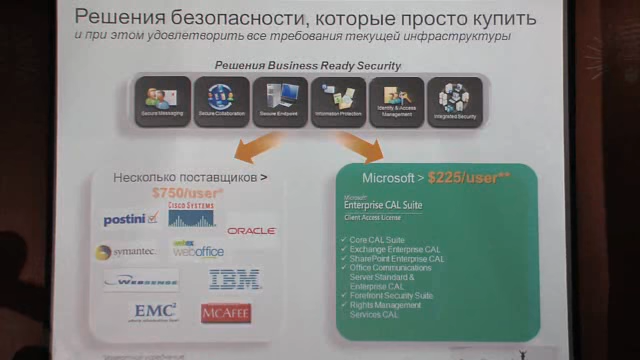 Решения безопасности, которые просто купить
и при этом удовлетворить все требования текущей инфраструктуры
Решения Business Ready Security
Secure Messaging
Secure Collaboration
Secure Endpoint
Information Protection
Identity & Access
Management
Integrated Security
Несколько поставщиков >
$750/user*
postini
CISCO SYSTEMS
ORACLE
symantec
webex
weboffice
WEBSENSE
IBM
EMC²
McAFEE
Microsoft > $225/user**
Microsoft
Enterprise CAL Suite
Client Access License
✓ Core CAL Suite
✓ Exchange Enterprise CAL
✓ SharePoint Enterprise CAL
✓ Office Communications
Server Standard &
Enterprise CAL
✓ Forefront Security Suite
✓ Rights Management
Services CAL